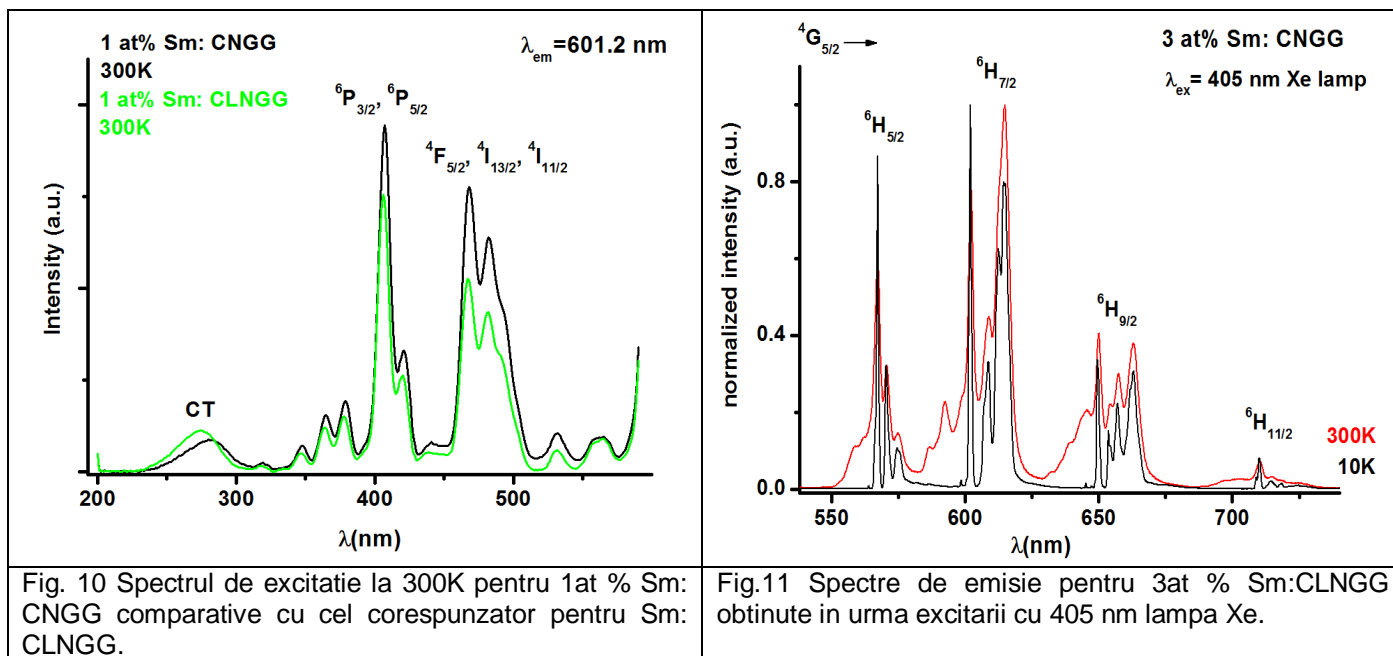 1 at% Sm: CNGG
300K
1 at% Sm: CLNGG
300K
λem=601.2 nm
6P3/2, 6P5/2
4F5/2, 4I13/2, 4I11/2
CT
Intensity (a.u.)
200 300 400 500
λ(nm)
4G5/2
3 at% Sm: CNGG
λex= 405 nm Xe lamp
6H5/2
6H7/2
6H9/2
6H11/2
300K
10K
normalized intensity (a.u.)
0.8
0.4
0.0
550 600 650 700
λ(nm)
Fig. 10 Spectrul de excitatie la 300K pentru 1at % Sm:
CNGG comparative cu cel corespunzator pentru Sm:
CLNGG.
Fig.11 Spectre de emisie pentru 3at % Sm:CLNGG
obtinute in urma excitarii cu 405 nm lampa Xe.